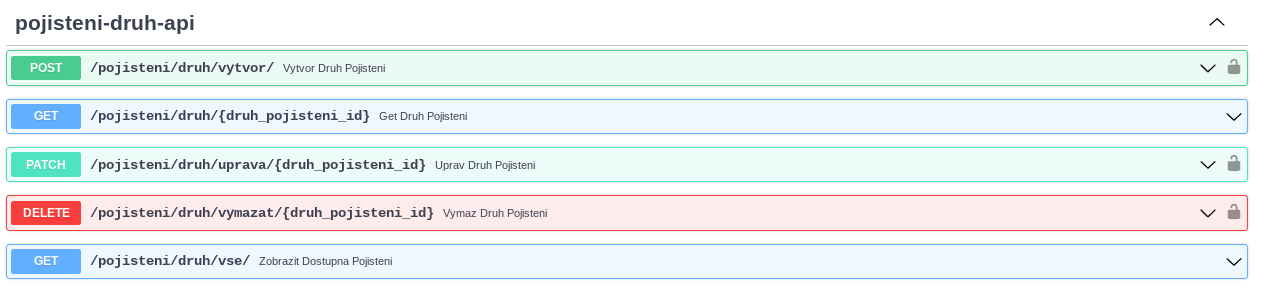 pojisteni-druh-api
POST /pojisteni/druh/vytvor/ Vytvor Druh Pojisteni
GET /pojisteni/druh/{druh_pojisteni_id} Get Druh Pojisteni
PATCH /pojisteni/druh/uprava/{druh_pojisteni_id} Uprav Druh Pojisteni
DELETE /pojisteni/druh/vymazat/{druh_pojisteni_id} Vymaz Druh Pojisteni
GET /pojisteni/druh/vse/ Zobrazit Dostupna Pojisteni